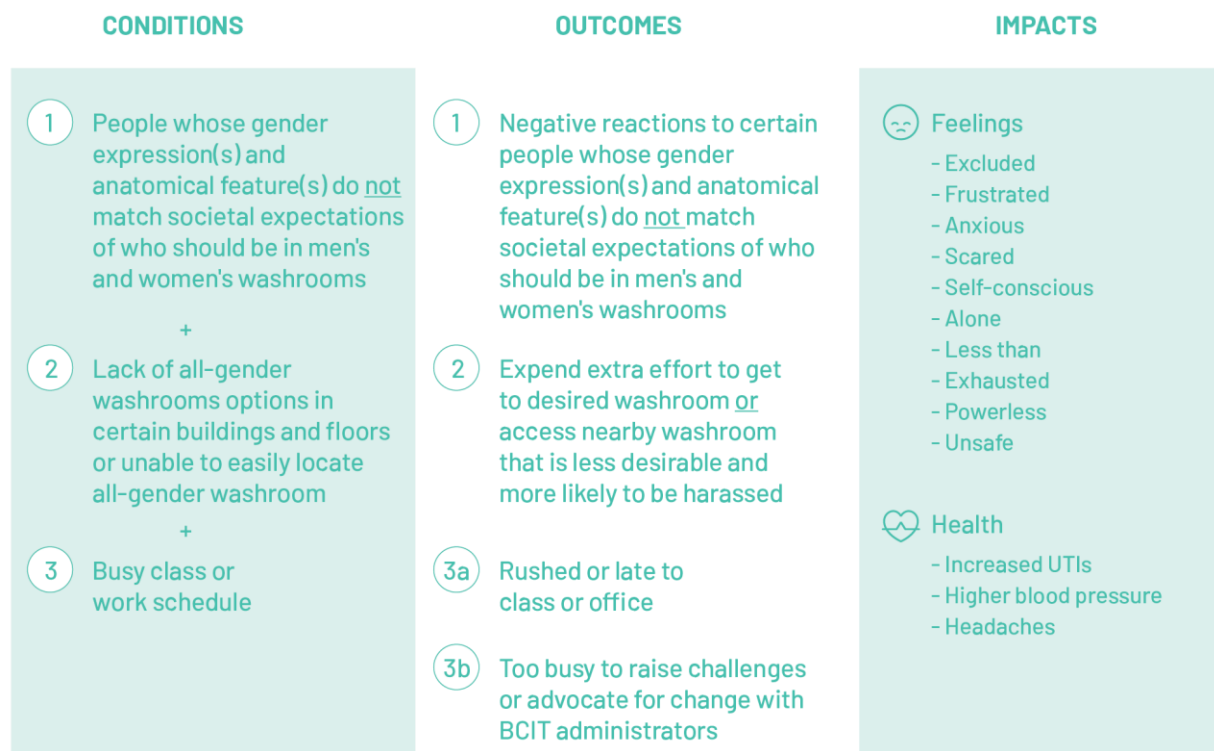 CONDITIONS
1
People whose gender
expression(s) and
anatomical feature(s) do not
match societal expectations
of who should be in men's
and women's washrooms
+
2
Lack of all-gender
washrooms options in
certain buildings and floors
or unable to easily locate
all-gender washroom
+
3
Busy class or
work schedule
OUTCOMES
1
Negative reactions to certain
people whose gender
expression(s) and anatomical
feature(s) do not match
societal expectations of who
should be in men's and
women's washrooms
2
Expend extra effort to get
to desired washroom or
access nearby washroom
that is less desirable and
more likely to be harassed
3a
Rushed or late to
class or office
3b
Too busy to raise challenges
or advocate for change with
BCIT administrators
IMPACTS
Feelings
- Excluded
- Frustrated
- Anxious
- Scared
- Self-conscious
- Alone
- Less than
- Exhausted
- Powerless
- Unsafe
Health
- Increased UTIs
- Higher blood pressure
- Headaches